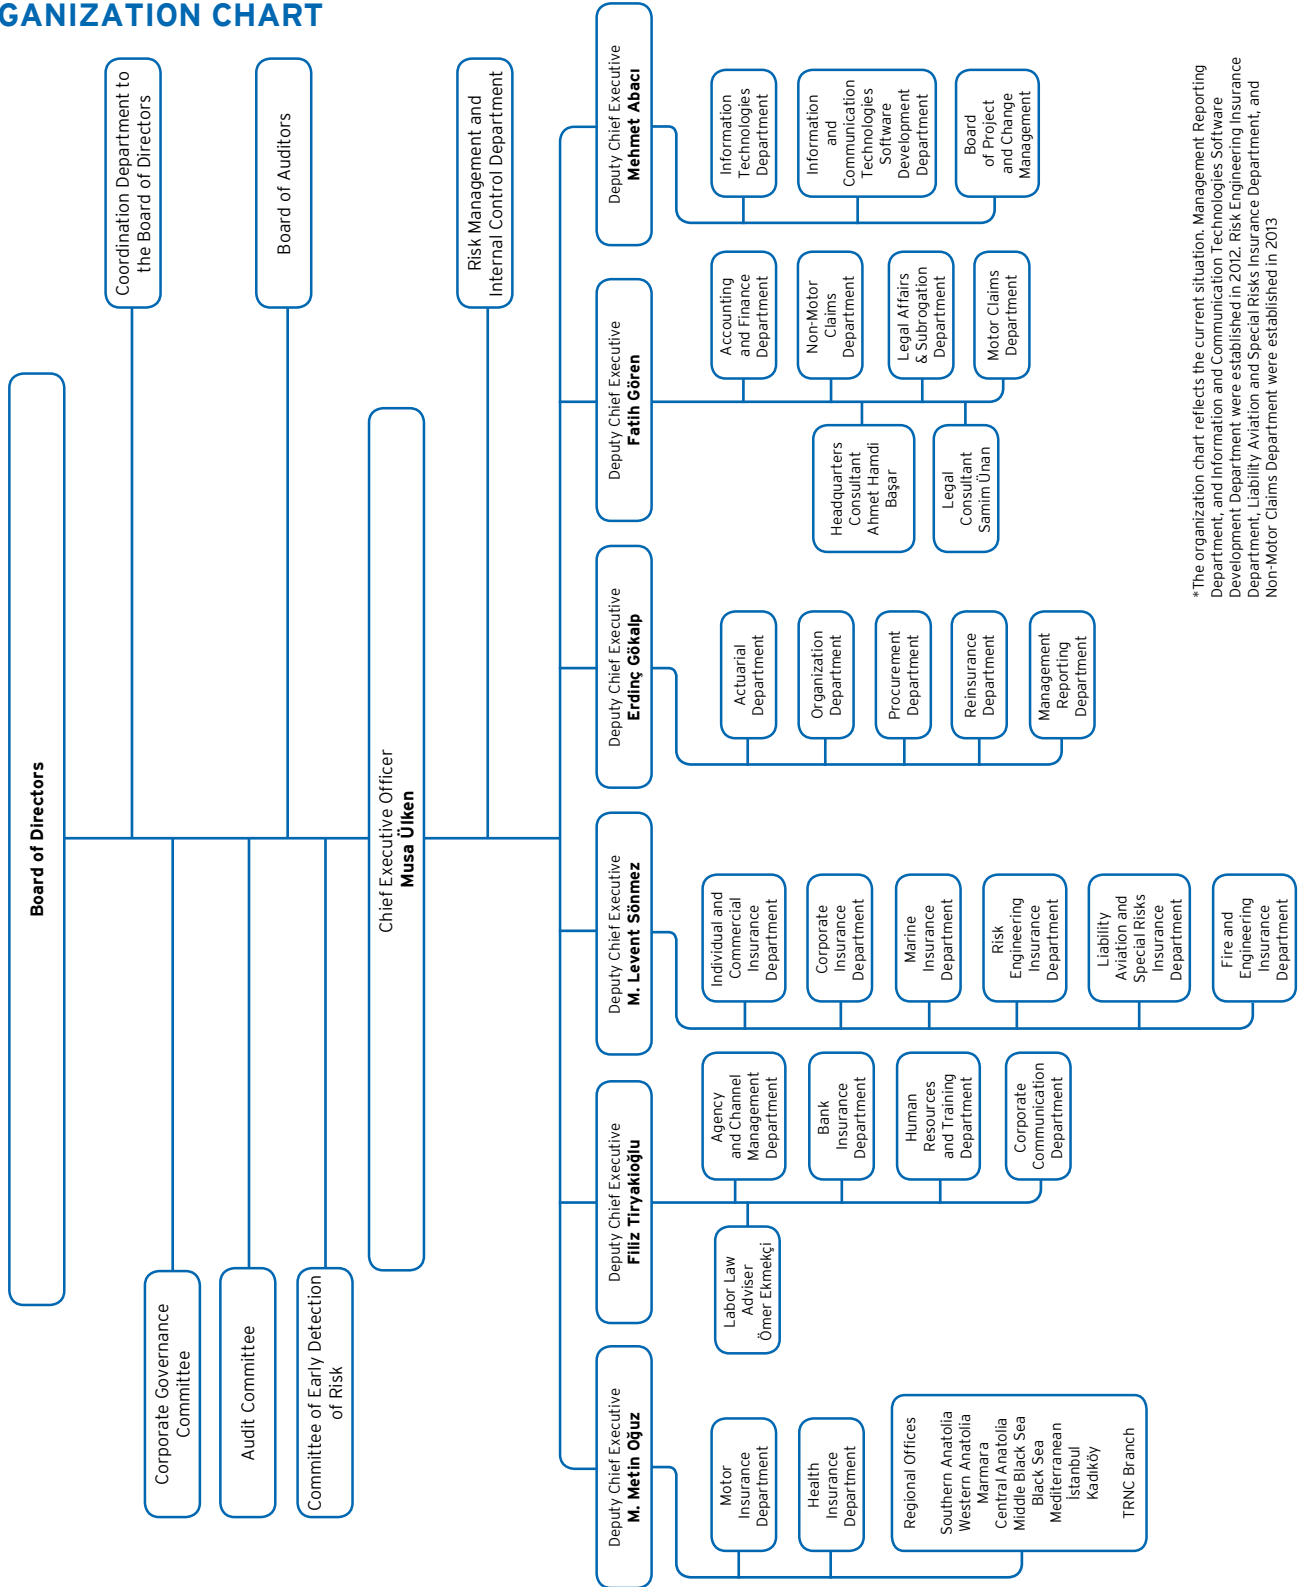 GANIZATION CHART
Board of Directors
Coordination Department to
the Board of Directors
Corporate Governance
Committee
Audit Committee
Board of Auditors
Committee of Early Detection
of Risk
Chief Executive Officer
Musa Ülken
Risk Management and
Internal Control Department
Deputy Chief Executive
M. Metin Oğuz
Motor
Insurance
Department
Health
Insurance
Department
Regional Offices
Southern Anatolia
Western Anatolia
Marmara
Central Anatolia
Middle Black Sea
Black Sea
Mediterranean
İstanbul
Kadıköy
TRNC Branch
Deputy Chief Executive
Filiz Tiryakioğlu
Labor Law
Adviser
Ömer Ekmekçi
Agency
and Channel
Management
Department
Bank
Insurance
Department
Human
Resources
and Training
Department
Corporate
Communication
Department
Deputy Chief Executive
M. Levent Sönmez
Individual and
Commercial
Insurance
Department
Corporate
Insurance
Department
Marine
Insurance
Department
Risk
Engineering
Insurance
Department
Liability
Aviation and
Special Risks
Insurance
Department
Fire and
Engineering
Insurance
Department
Deputy Chief Executive
Erdinç Gökalp
Actuarial
Department
Organization
Department
Procurement
Department
Reinsurance
Department
Management
Reporting
Department
Deputy Chief Executive
Fatih Gören
Accounting
and Finance
Department
Non-Motor
Claims
Department
Headquarters
Consultant
Ahmet Hamdi
Başar
Legal Affairs
& Subrogation
Department
Legal
Consultant
Samim Ünan
Motor Claims
Department
Deputy Chief Executive
Mehmet Abacı
Information
Technologies
Department
Information
and
Communication
Technologies
Software
Development
Department
Board
of Project
and Change
Management
*The organization chart reflects the current situation. Management Reporting
Department, and Information and Communication Technologies Software
Development Department were established in 2012. Risk Engineering Insurance
Department, Liability Aviation and Special Risks Insurance Department, and
Non-Motor Claims Department were established in 2013